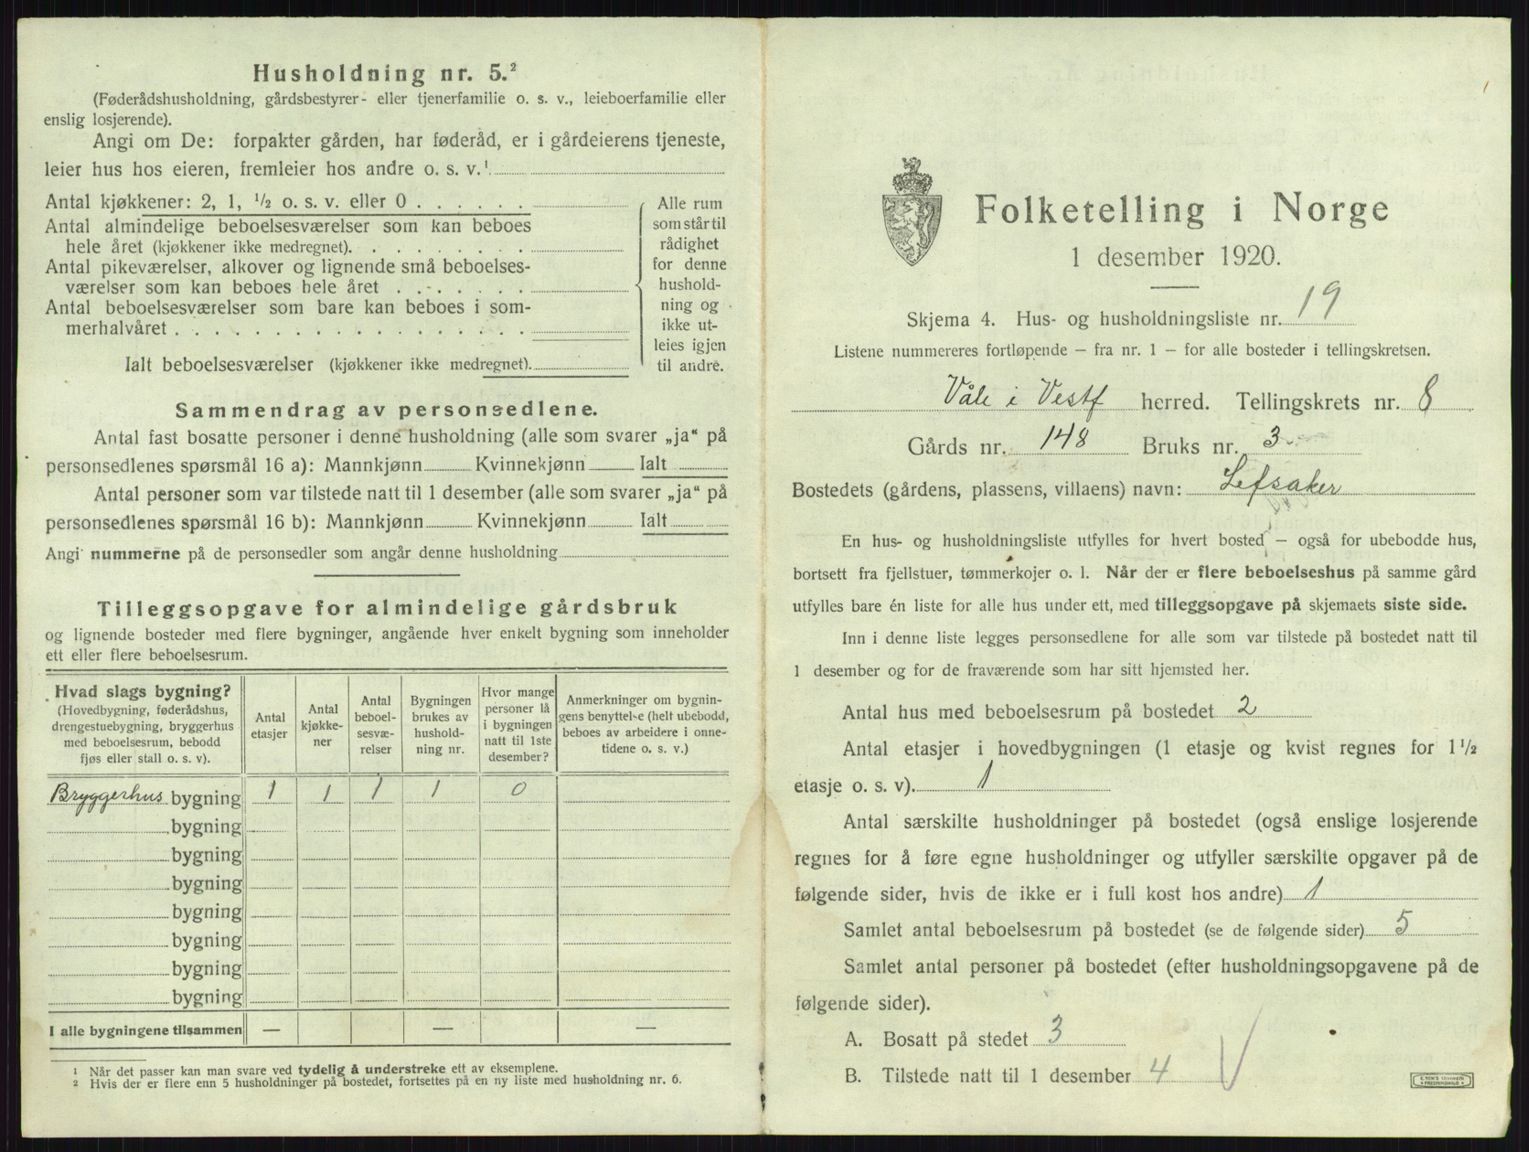 Husholdning nr. 5.²
(Føderådshusholdning, gårdsbestyrer- eller tjenerfamilie o. s. v., leieboerfamilie eller
enslig losjerende).
Angi om De: forpakter gården, har føderåd, er i gårdeierens tjeneste,
leier hus hos eieren, fremleier hos andre o. s. v.¹
Antal kjøkkener: 2, 1, ½ o. s. v. eller 0 . . . . . .
Antal almindelige beboelsesværelser som kan beboes
hele året (kjøkkener ikke medregnet). . . . . . . . .
Antal pikeværelser, alkover og lignende små beboelses-
værelser som kan beboes hele året . . . . . . .
Antal beboelsesværelser som bare kan beboes i som-
merhalvåret . . . . . . . . . . . . . . . . . .
Ialt beboelsesværelser (kjøkkener ikke medregnet).
Alle rum
som står til
rådighet
for denne
hushold-
ning og
ikke ut-
leies igjen
til andre.
Sammendrag av personsedlene.
Antal fast bosatte personer i denne husholdning (alle som svarer „ja“ på
personsedlenes spørsmål 16 a): Mannkjønn Kvinnekjønn Ialt
Antal personer som var tilstede natt til 1 desember (alle som svarer „ja“ på
personsedlenes spørsmål 16 b): Mannkjønn Kvinnekjønn Ialt
Angi nummerne på de personsedler som angår denne husholdning
Tilleggsopgave for almindelige gårdsbruk
og lignende bosteder med flere bygninger, angående hver enkelt bygning som inneholder
ett eller flere beboelsesrum.
Hvad slags bygning?
(Hovedbygning, føderådshus,
drengestuebygning, bryggerhus
med beboelsesrum, bebodd
fjøs eller stall o. s. v).
Antal
etasjer
Antal
kjøkke-
ner
Antal
beboel-
sesvæ-
relser
Bygningen
brukes av
hushold-
ning nr.
Hvor mange
personer lå
i bygningen
natt til 1ste
desember?
Anmerkninger om bygnin-
gens benyttelse (helt ubebodd,
beboes av arbeidere i onne-
tidene o. s. v.)
Bryggerhus bygning 1 1 1 1 0
bygning
bygning
bygning
bygning
bygning
bygning
bygning
I alle bygningene tilsammen — — —
¹ Når det passer kan man svare ved tydelig å understreke ett av eksemplene.
² Hvis der er flere enn 5 husholdninger på bostedet, fortsettes på en ny liste med husholdning nr. 6.
Folketelling i Norge
1 desember 1920.
Skjema 4. Hus- og husholdningsliste nr. 19
Listene nummereres fortløpende – fra nr. 1 – for alle bosteder i tellingskretsen.
Våle i Vestf herred. Tellingskrets nr. 8
Gårds nr. 148 Bruks nr. 3
Bostedets (gårdens, plassens, villaens) navn: Lefsaker
En hus- og husholdningsliste utfylles for hvert bosted – også for ubebodde hus,
bortsett fra fjellstuer, tømmerkojer o. l. Når der er flere beboelseshus på samme gård
utfylles bare én liste for alle hus under ett, med tilleggsopgave på skjemaets siste side.
Inn i denne liste legges personsedlene for alle som var tilstede på bostedet natt til
1 desember og for de fraværende som har sitt hjemsted her.
Antal hus med beboelsesrum på bostedet 2
Antal etasjer i hovedbygningen (1 etasje og kvist regnes for 1½
etasje o. s. v). 1
Antal særskilte husholdninger på bostedet (også enslige losjerende
regnes for å føre egne husholdninger og utfyller særskilte opgaver på de
følgende sider, hvis de ikke er i full kost hos andre) 1
Samlet antal beboelsesrum på bostedet (se de følgende sider) 5
Samlet antal personer på bostedet (efter husholdningsopgavene på de
følgende sider).
A. Bosatt på stedet 3
B. Tilstede natt til 1 desember 4